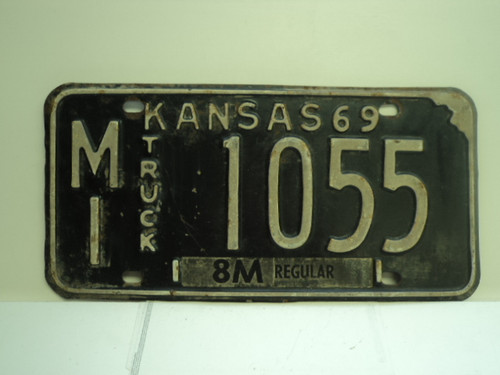 KANSAS 69
MI TRUCK 1055
8M REGULAR